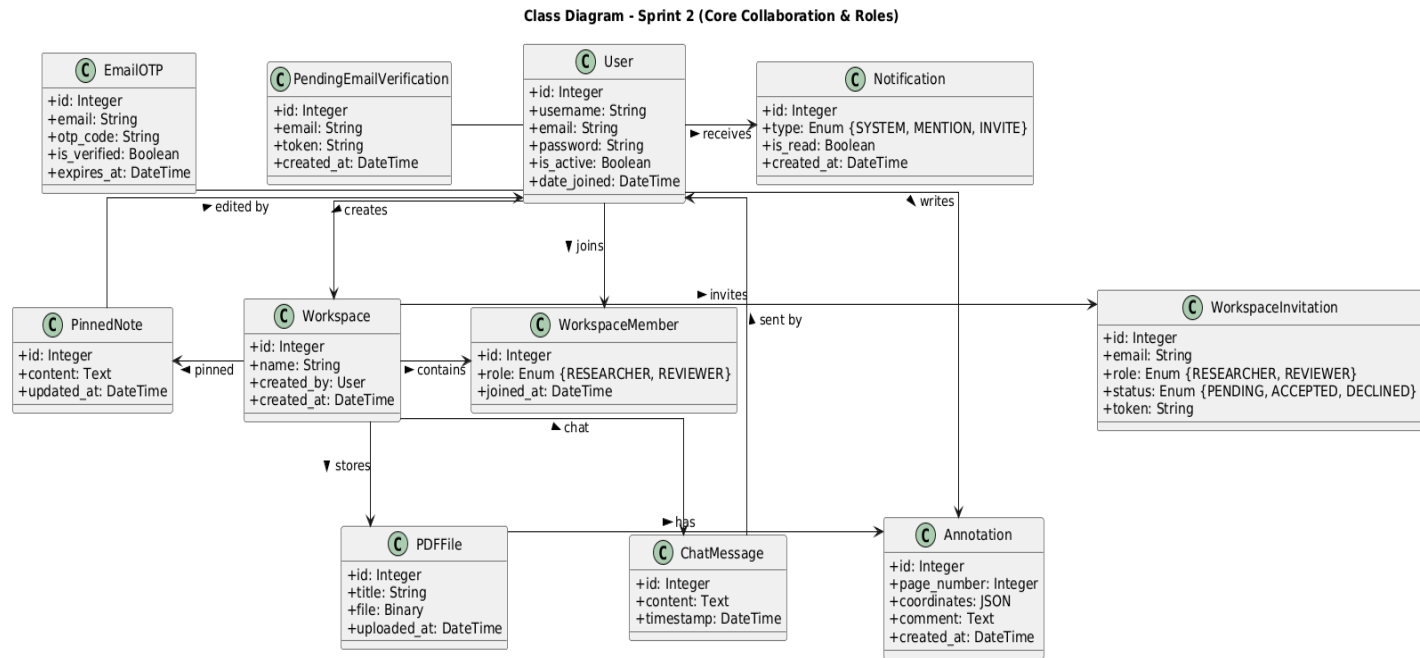 Class Diagram - Sprint 2 (Core Collaboration & Roles)
C EmailOTP
+id: Integer
+email: String
+otp_code: String
+is_verified: Boolean
+expires_at: DateTime
C PendingEmailVerification
+id: Integer
+email: String
+token: String
+created_at: DateTime
C User
+id: Integer
+username: String
+email: String
+password: String
+is_active: Boolean
+date_joined: DateTime
C Notification
+id: Integer
+type: Enum {SYSTEM, MENTION, INVITE}
+is_read: Boolean
+created_at: DateTime
receives
edited by
creates
writes
joins
invites
sent by
C PinnedNote
+id: Integer
+content: Text
+updated_at: DateTime
pinned
C Workspace
+id: Integer
+name: String
+created_by: User
+created_at: DateTime
contains
C WorkspaceMember
+id: Integer
+role: Enum {RESEARCHER, REVIEWER}
+joined_at: DateTime
C WorkspaceInvitation
+id: Integer
+email: String
+role: Enum {RESEARCHER, REVIEWER}
+status: Enum {PENDING, ACCEPTED, DECLINED}
+token: String
chat
stores
has
C PDFFile
+id: Integer
+title: String
+file: Binary
+uploaded_at: DateTime
C ChatMessage
+id: Integer
+content: Text
+timestamp: DateTime
C Annotation
+id: Integer
+page_number: Integer
+coordinates: JSON
+comment: Text
+created_at: DateTime